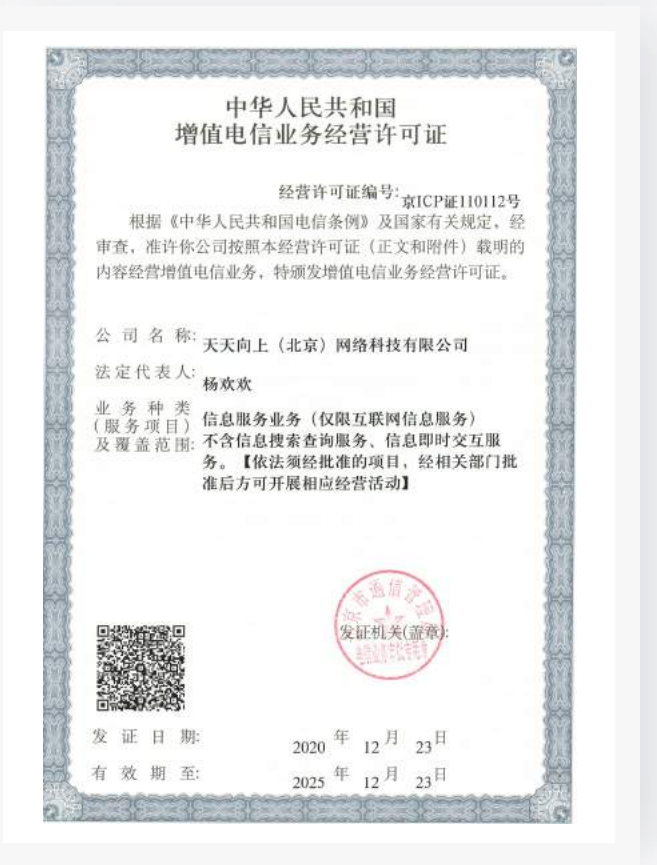 中华人民共和国
增值电信业务经营许可证
经营许可证编号:京ICP证110112号
根据《中华人民共和国电信条例》及国家有关规定，经
审查，准许你公司按照本经营许可证（正文和附件）载明的
内容经营增值电信业务，特颁发增值电信业务经营许可证。
公司名称:天天向上（北京）网络科技有限公司
法定代表人:杨欢欢
业务种类
(服务项目)
及覆盖范围:
信息服务业务（仅限互联网信息服务）
不含信息搜索查询服务、信息即时交互服
务。【依法须经批准的项目，经相关部门批
准后方可开展相应经营活动】
京市通信管理局
发证机关(盖章):
发证日期:2020年12月23日
有效期至:2025年12月23日